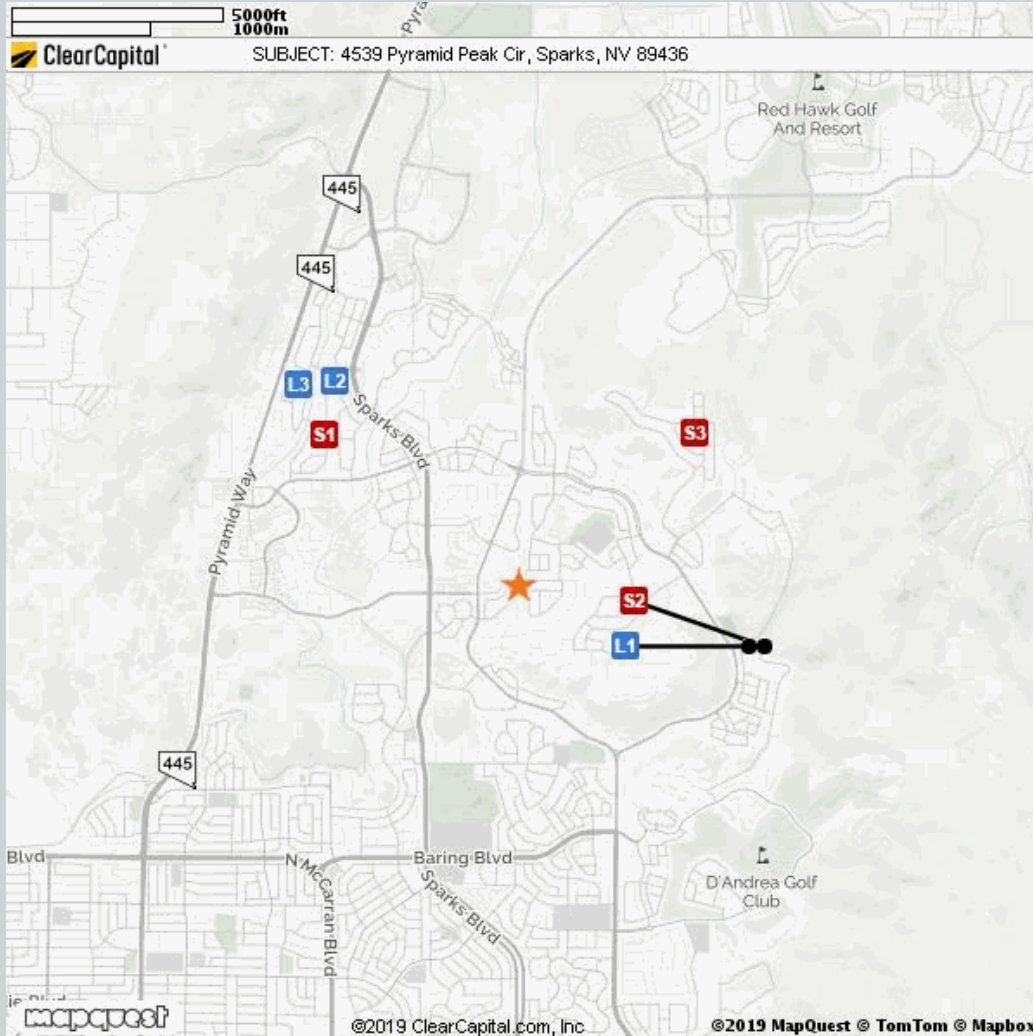 5000ft
1000m
ClearCapital
SUBJECT: 4539 Pyramid Peak Cir, Sparks, NV 89436
Red Hawk Golf
And Resort
445
445
L3
L2
Sparks Blvd
S1
S3
Pyramid Way
S2
L1
445
Blvd
N McCarran Blvd
Baring Blvd
Sparks Blvd
D'Andrea Golf
Club
mapquest
©2019 ClearCapital.com, Inc
©2019 MapQuest © TomTom © Mapbo